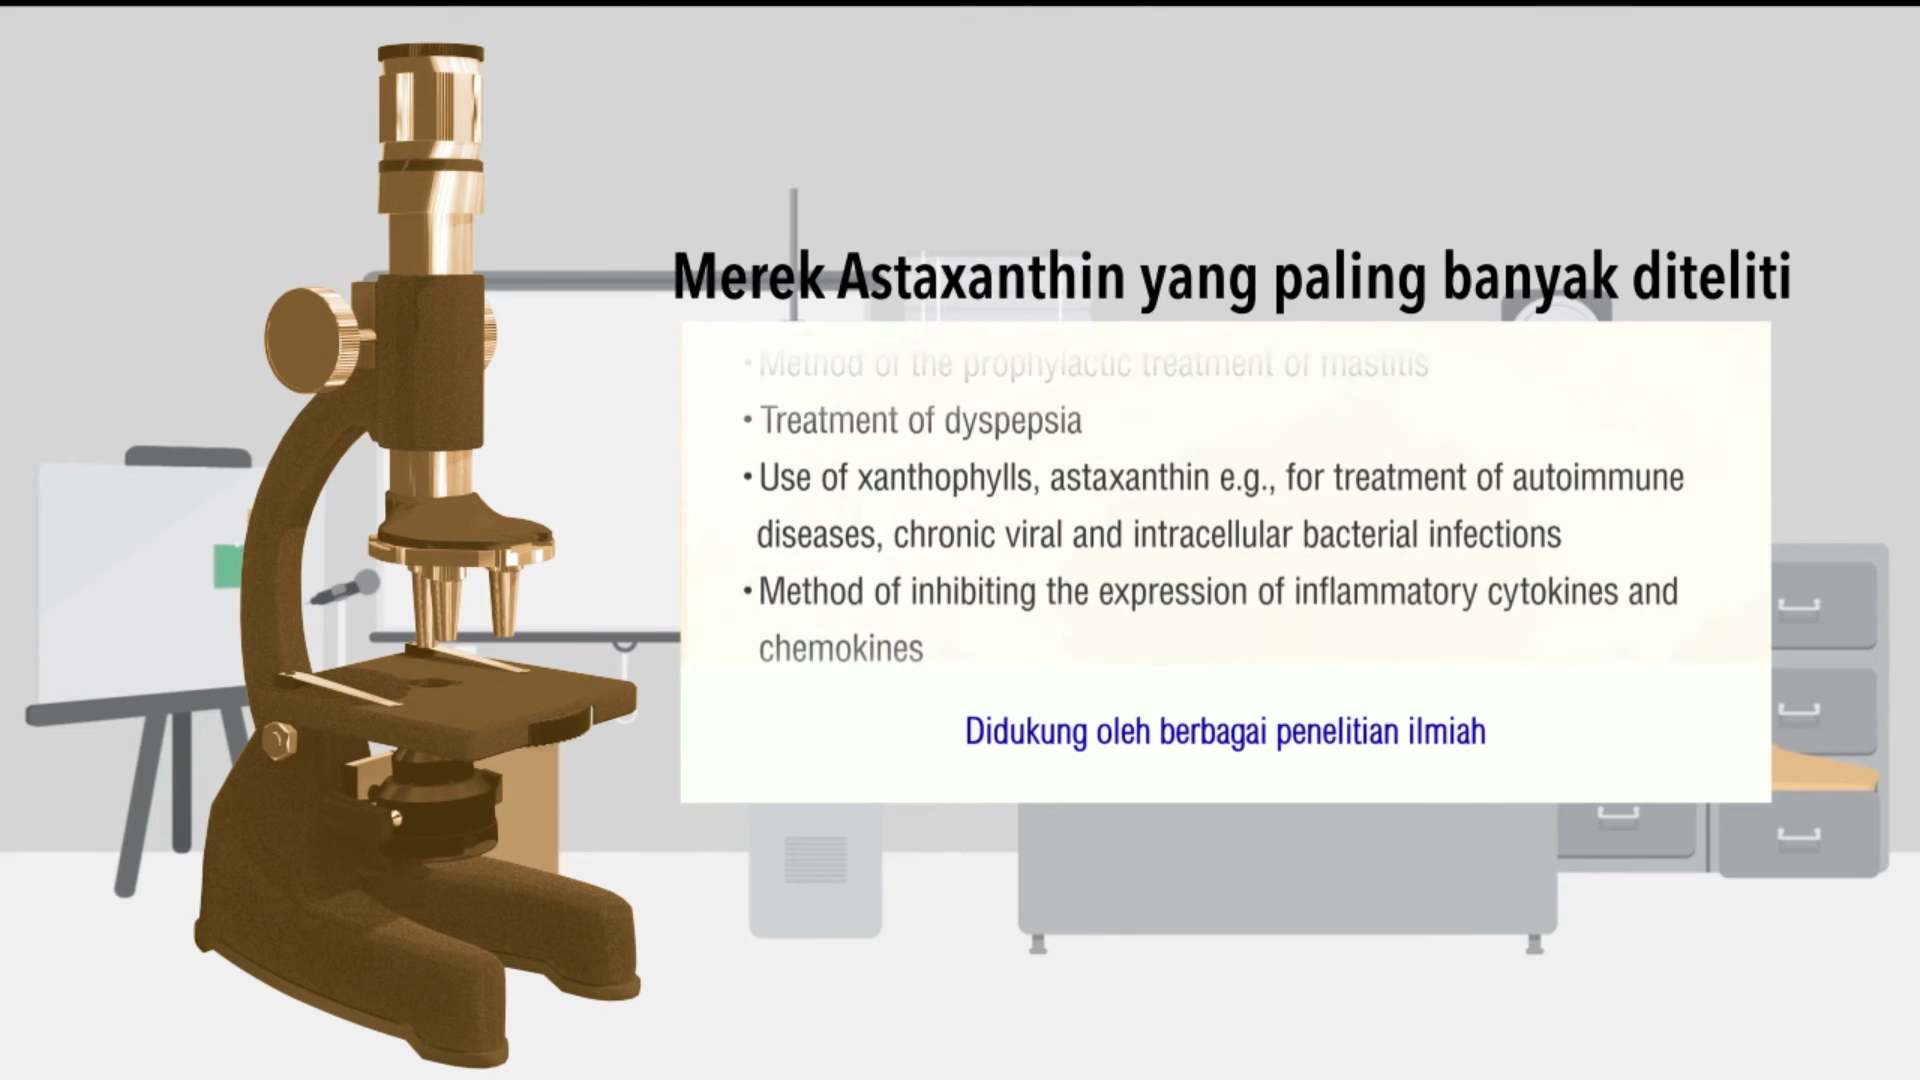 Merek Astaxanthin yang paling banyak diteliti
• Method of the prophylactic treatment of mastitis
• Treatment of dyspepsia
• Use of xanthophylls, astaxanthin e.g., for treatment of autoimmune
diseases, chronic viral and intracellular bacterial infections
• Method of inhibiting the expression of inflammatory cytokines and
chemokines
Didukung oleh berbagai penelitian ilmiah